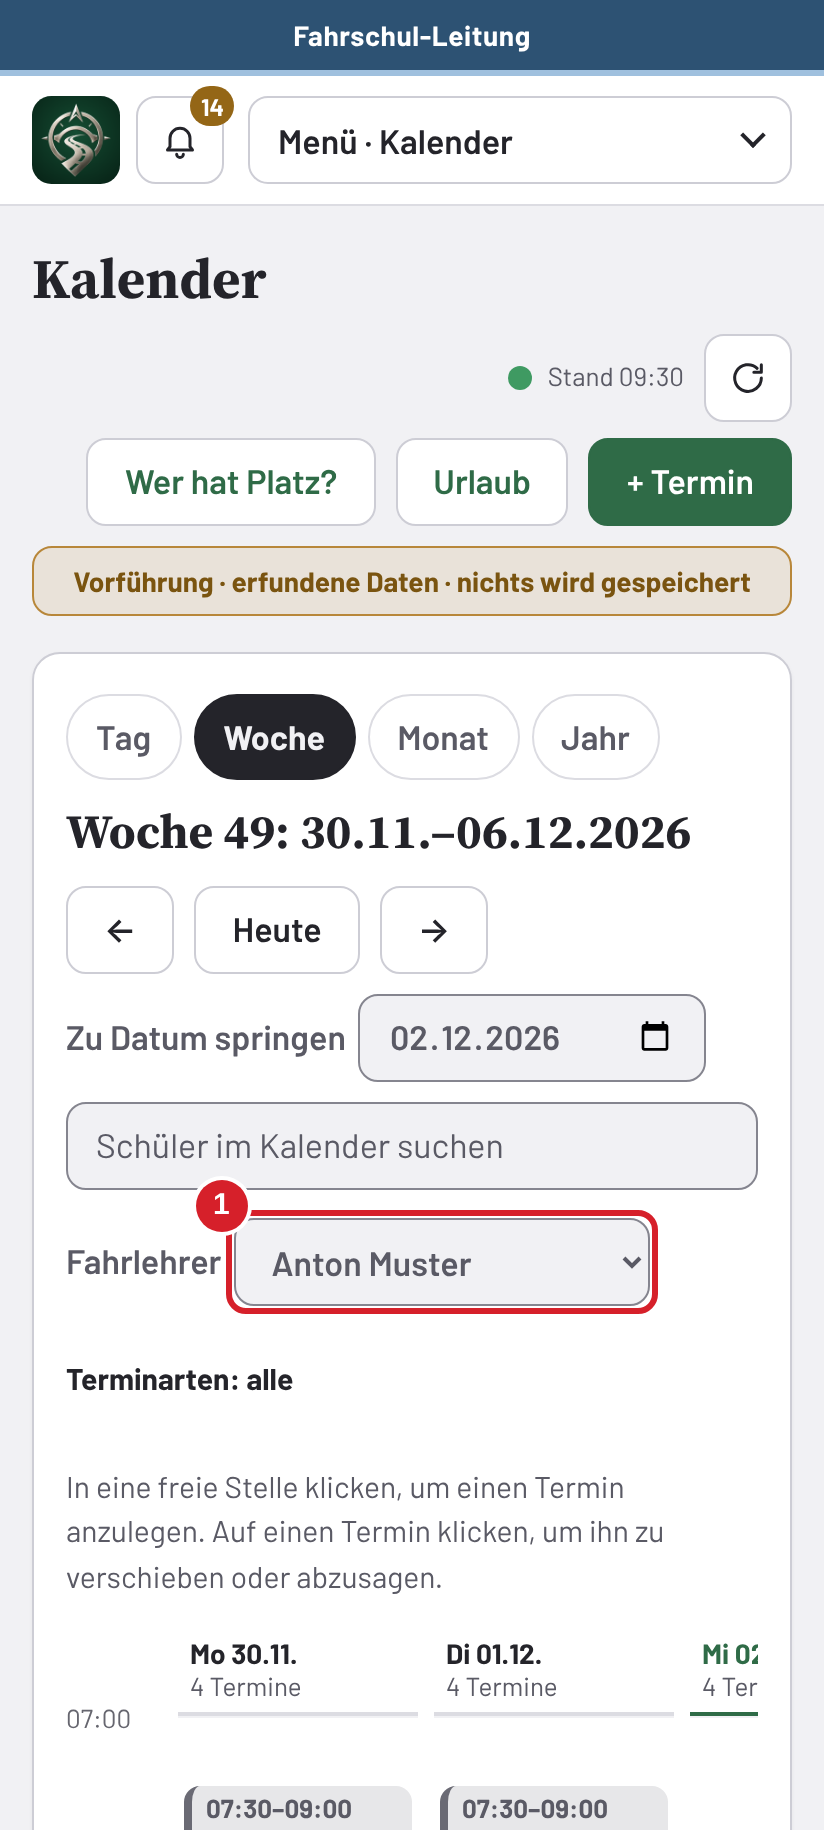 Fahrschul-Leitung
14
Menü · Kalender
Kalender
Stand 09:30
Wer hat Platz?
Urlaub
+ Termin
Vorführung · erfundene Daten · nichts wird gespeichert
Tag
Woche
Monat
Jahr
Woche 49: 30.11.–06.12.2026
←
Heute
→
Zu Datum springen
02.12.2026
Schüler im Kalender suchen
1
Fahrlehrer
Anton Muster
Terminarten: alle
In eine freie Stelle klicken, um einen Termin
anzulegen. Auf einen Termin klicken, um ihn zu
verschieben oder abzusagen.
Mo 30.11.
4 Termine
Di 01.12.
4 Termine
Mi 02
4 Ter
07:00
07:30–09:00
07:30–09:00